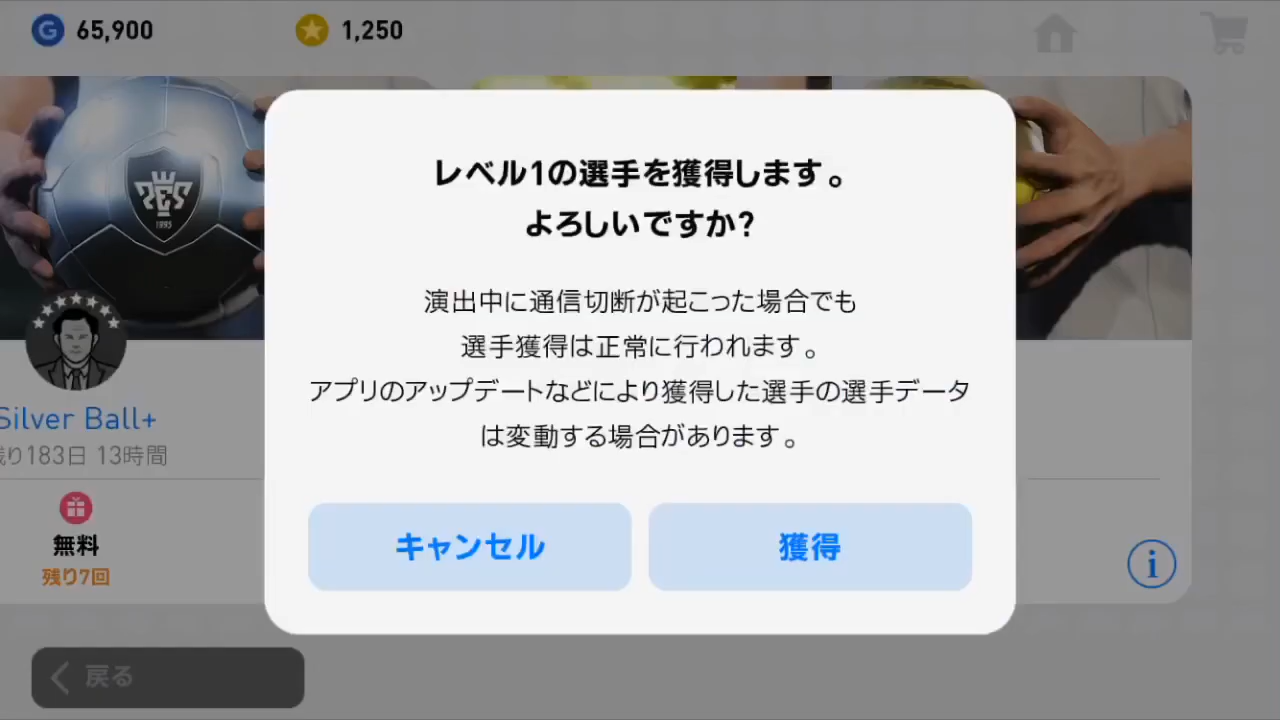 65,900
1,250
PES
1995
レベル1の選手を獲得します。
よろしいですか?
演出中に通信切断が起こった場合でも
選手獲得は正常に行われます。
アプリのアップデートなどにより獲得した選手の選手データ
は変動する場合があります。
キャンセル
獲得
Silver Ball+
残り183日 13時間
無料
残り7回
戻る